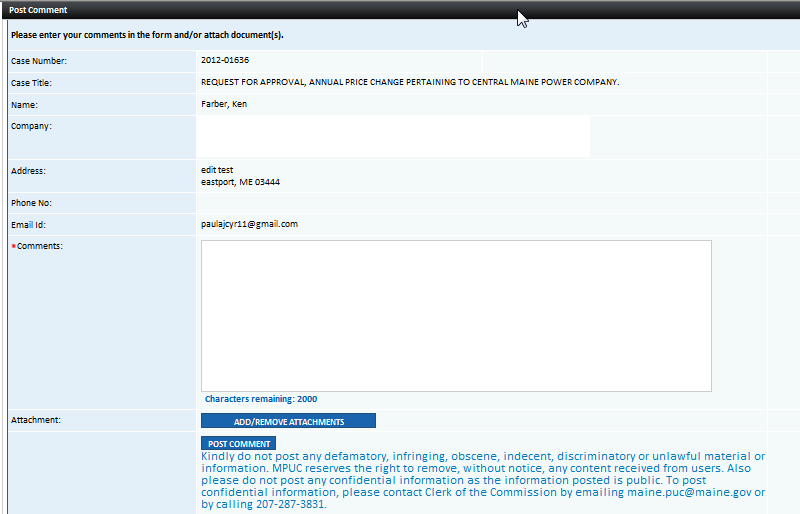 Post Comment
Please enter your comments in the form and/or attach document(s).
Case Number: 2012-01636
Case Title: REQUEST FOR APPROVAL, ANNUAL PRICE CHANGE PERTAINING TO CENTRAL MAINE POWER COMPANY.
Name: Farber, Ken
Company:
Address: edit test
eastport, ME 03444
Phone No:
Email Id: paulajcyr11@gmail.com
*Comments:
Characters remaining: 2000
Attachment: ADD/REMOVE ATTACHMENTS
POST COMMENT
Kindly do not post any defamatory, infringing, obscene, indecent, discriminatory or unlawful material or
information. MPUC reserves the right to remove, without notice, any content received from users. Also
please do not post any confidential information as the information posted is public. To post
confidential information, please contact Clerk of the Commission by emailing maine.puc@maine.gov or
by calling 207-287-3831.